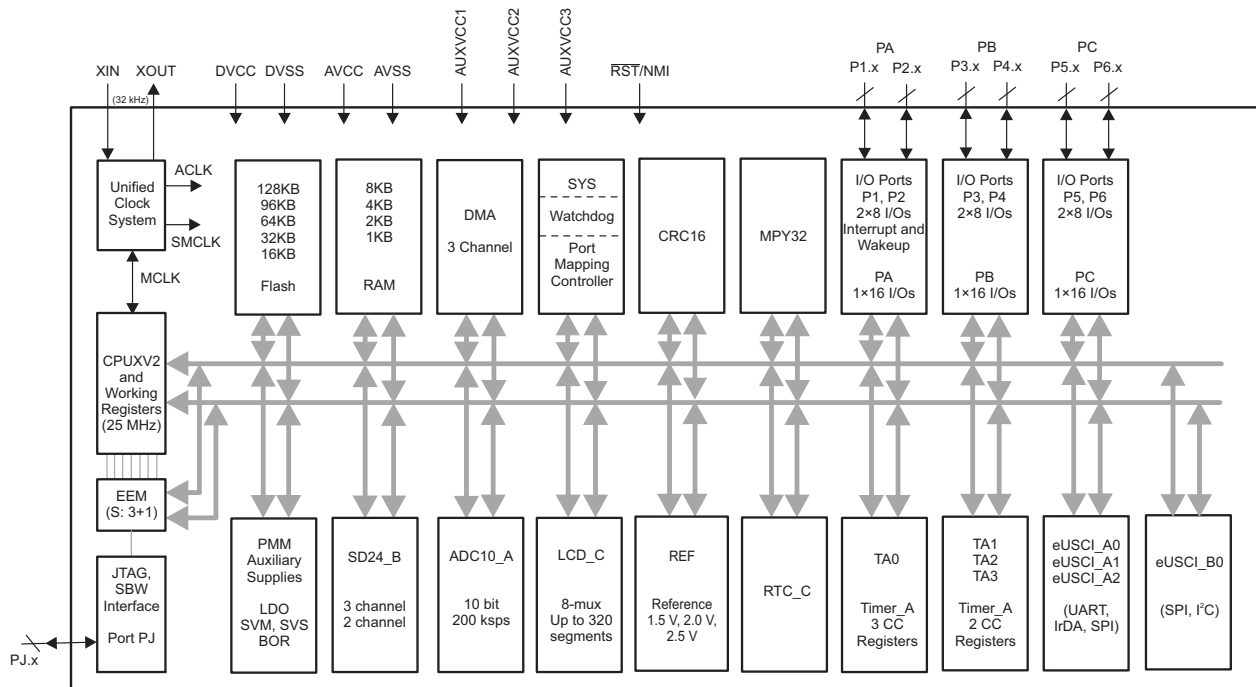 AUXVCC1
AUXVCC2
AUXVCC3
PA
PB
PC
XIN
XOUT
DVCC
DVSS
AVCC
AVSS
RST/NMI
P1.x
P2.x
P3.x
P4.x
P5.x
P6.x
(32 kHz)
Unified
Clock
System
ACLK
SMCLK
MCLK
128KB
96KB
64KB
32KB
16KB
Flash
8KB
4KB
2KB
1KB
RAM
DMA
3 Channel
SYS
Watchdog
Port
Mapping
Controller
CRC16
MPY32
I/O Ports
P1, P2
2×8 I/Os
Interrupt and
Wakeup
PA
1×16 I/Os
I/O Ports
P3, P4
2×8 I/Os
PB
1×16 I/Os
I/O Ports
P5, P6
2×8 I/Os
PC
1×16 I/Os
CPUXV2
and
Working
Registers
(25 MHz)
EEM
(S: 3+1)
JTAG,
SBW
Interface
Port PJ
PJ.x
PMM
Auxiliary
Supplies
LDO
SVM, SVS
BOR
SD24_B
3 channel
2 channel
ADC10_A
10 bit
200 ksps
LCD_C
8-mux
Up to 320
segments
REF
Reference
1.5 V, 2.0 V,
2.5 V
RTC_C
TA0
Timer_A
3 CC
Registers
TA1
TA2
TA3
Timer_A
2 CC
Registers
eUSCI_A0
eUSCI_A1
eUSCI_A2
(UART,
IrDA, SPI)
eUSCI_B0
(SPI, I²C)